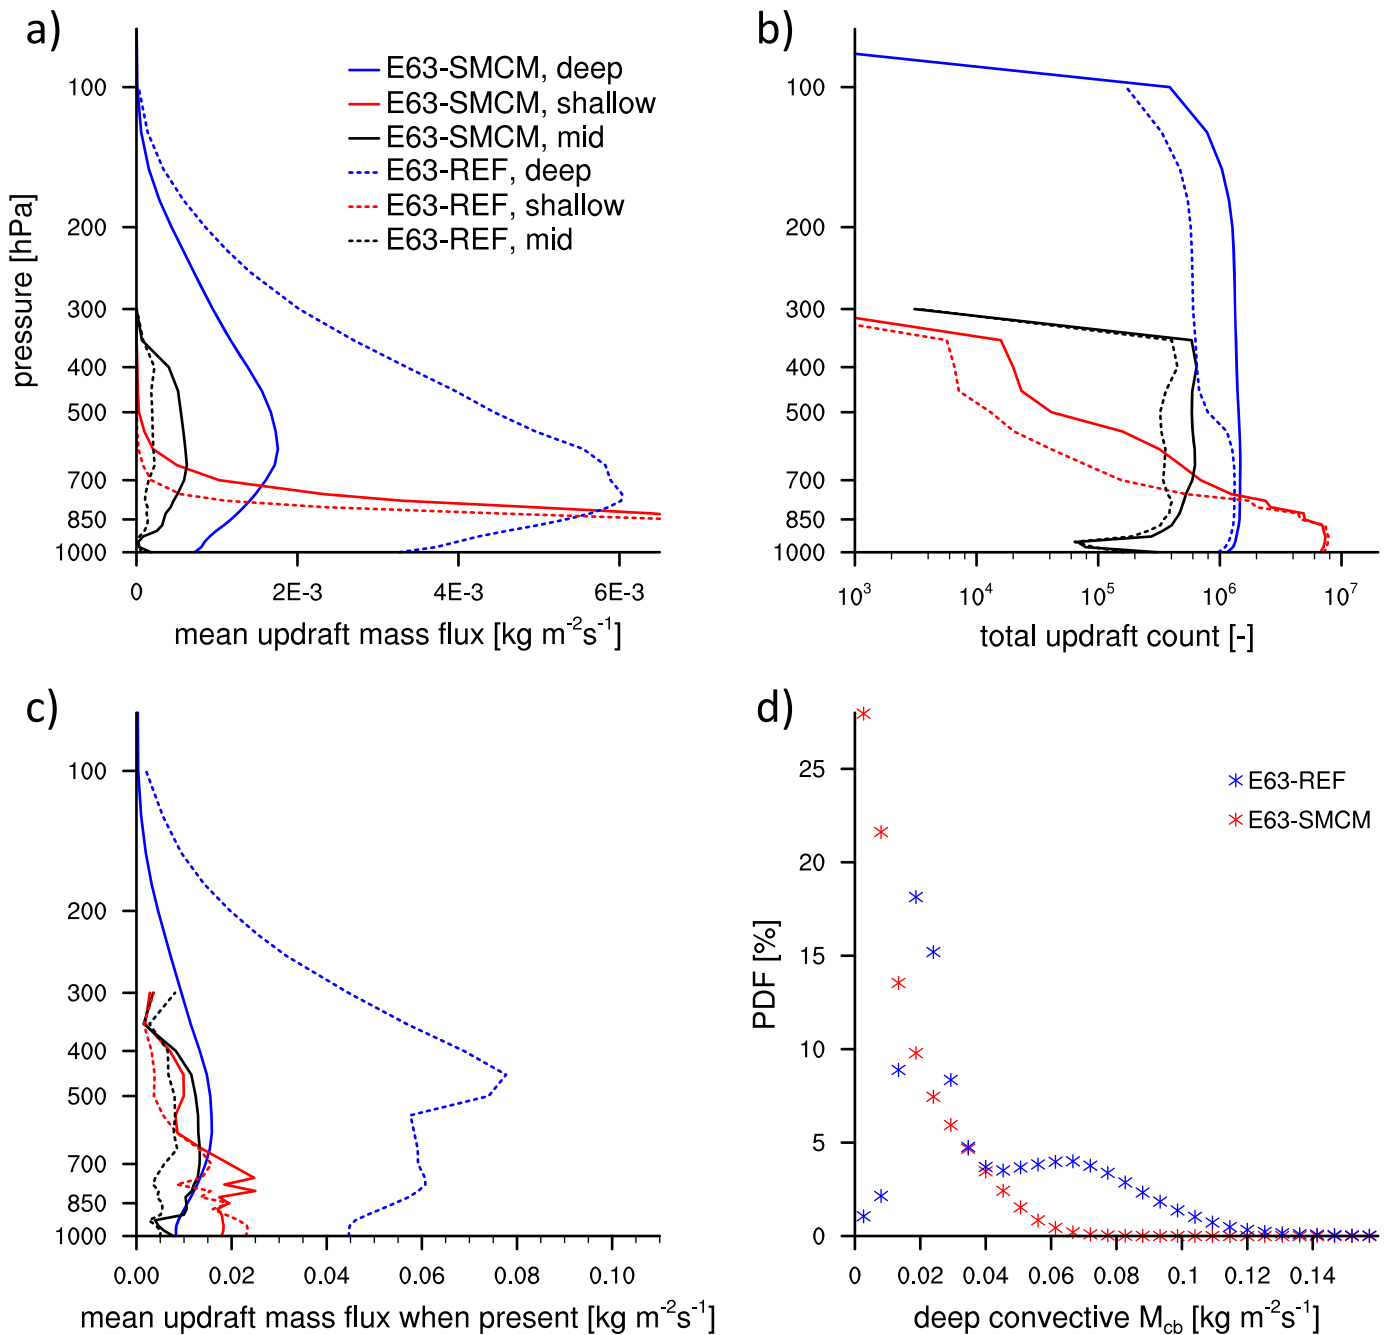 a)
E63-SMCM, deep
E63-SMCM, shallow
E63-SMCM, mid
E63-REF, deep
E63-REF, shallow
E63-REF, mid
pressure [hPa]
100
200
300
400
500
700
850
1000
0
2E-3
4E-3
6E-3
mean updraft mass flux [kg m⁻²s⁻¹]
b)
100
200
300
400
500
700
850
1000
10³
10⁴
10⁵
10⁶
10⁷
total updraft count [-]
c)
100
200
300
400
500
700
850
1000
0.00
0.02
0.04
0.06
0.08
0.10
mean updraft mass flux when present [kg m⁻²s⁻¹]
d)
E63-REF
E63-SMCM
PDF [%]
25
20
15
10
5
0
0
0.02
0.04
0.06
0.08
0.1
0.12
0.14
deep convective M_cb [kg m⁻²s⁻¹]